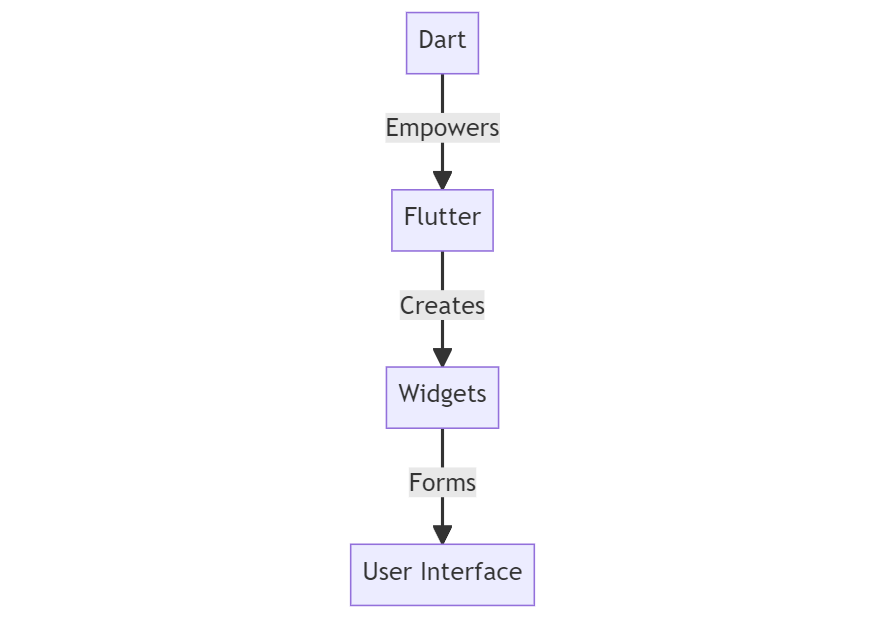 Dart
Empowers
Flutter
Creates
Widgets
Forms
User Interface